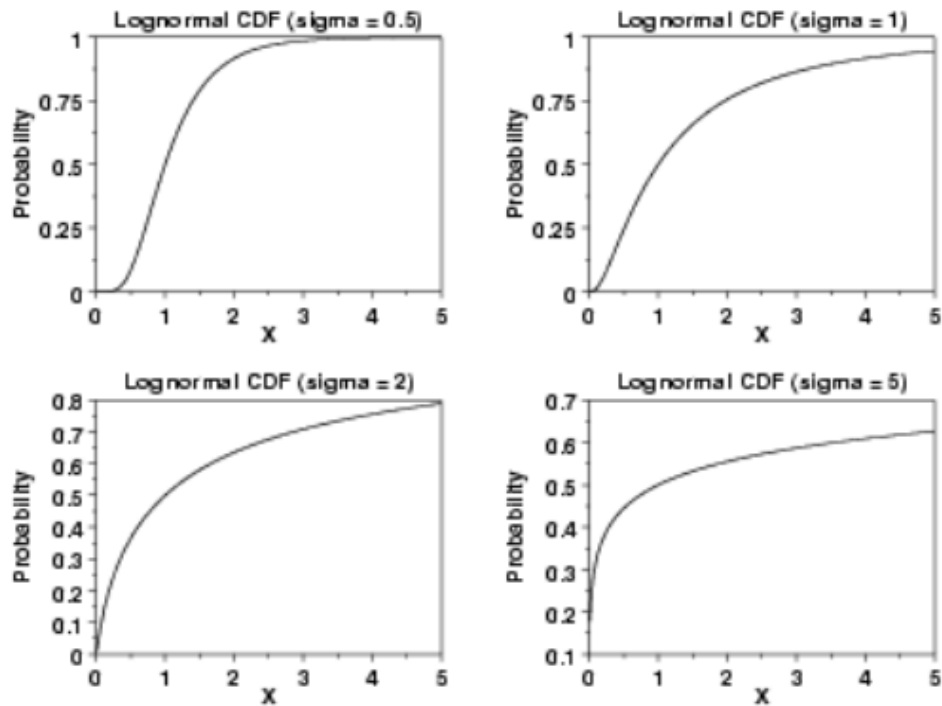 Lognormal CDF (sigma = 0.5)
Probability
1
0.75
0.5
0.25
0
0 1 2 3 4 5
X
Lognormal CDF (sigma = 1)
Probability
1
0.75
0.5
0.25
0
0 1 2 3 4 5
X
Lognormal CDF (sigma = 2)
Probability
0.8
0.7
0.6
0.5
0.4
0.3
0.2
0.1
0
0 1 2 3 4 5
X
Lognormal CDF (sigma = 5)
Probability
0.7
0.6
0.5
0.4
0.3
0.2
0.1
0 1 2 3 4 5
X